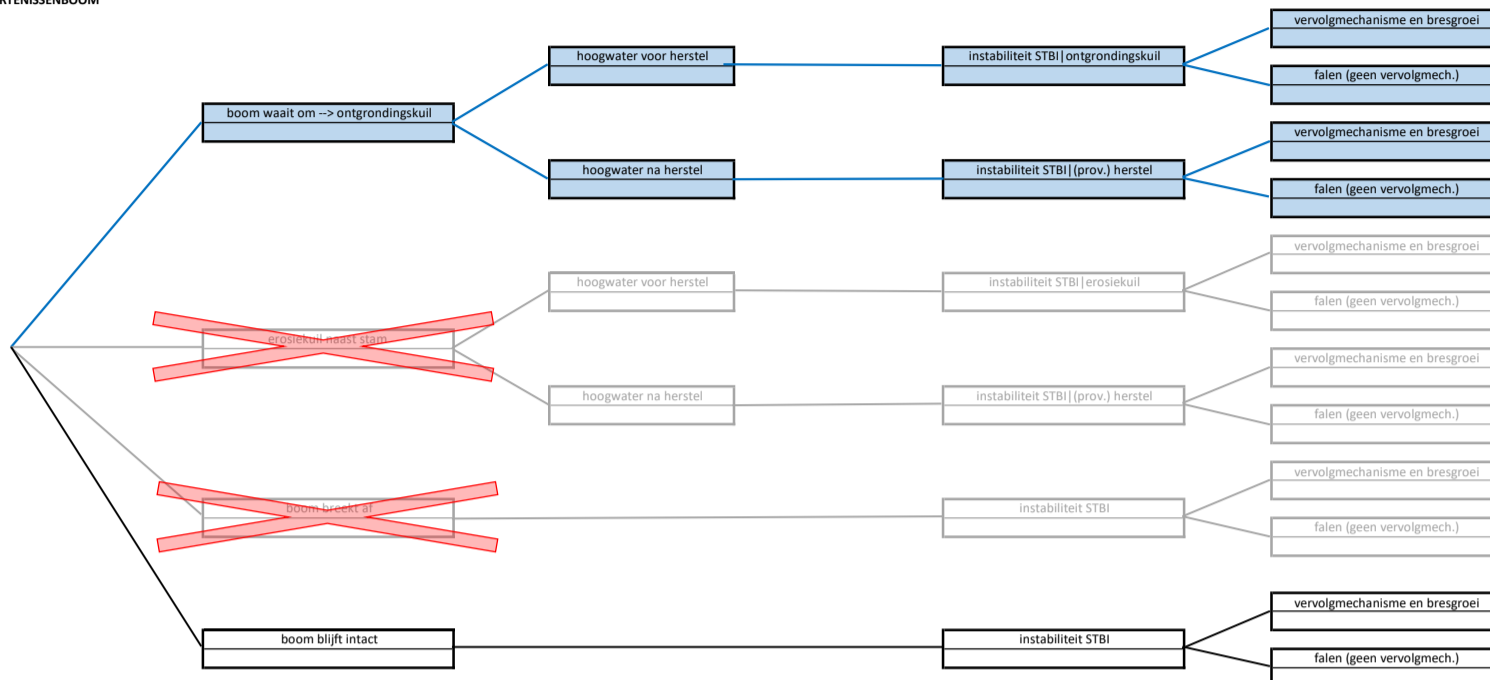 vervolgmechanisme en bresgroei
hoogwater voor herstel
instabiliteit STBI|ontgrondingskuil
falen (geen vervolgmech.)
boom waait om --> ontgrondingskuil
vervolgmechanisme en bresgroei
hoogwater na herstel
instabiliteit STBI|(prov.) herstel
falen (geen vervolgmech.)
vervolgmechanisme en bresgroei
hoogwater voor herstel
instabiliteit STBI|erosiekuil
falen (geen vervolgmech.)
erosiekuil naast stam
vervolgmechanisme en bresgroei
hoogwater na herstel
instabiliteit STBI|(prov.) herstel
falen (geen vervolgmech.)
vervolgmechanisme en bresgroei
boom breekt af
instabiliteit STBI
falen (geen vervolgmech.)
vervolgmechanisme en bresgroei
boom blijft intact
instabiliteit STBI
falen (geen vervolgmech.)